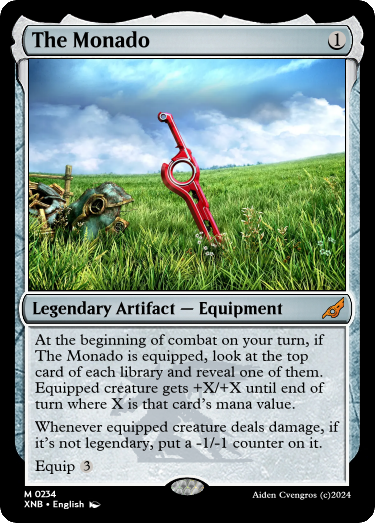 The Monado 1
Legendary Artifact — Equipment
At the beginning of combat on your turn, if
The Monado is equipped, look at the top
card of each library and reveal one of them.
Equipped creature gets +X/+X until end of
turn where X is that card's mana value.
Whenever equipped creature deals damage, if
it's not legendary, put a -1/-1 counter on it.
Equip 3
M 0234
XNB • English Aiden Cvengros (c)2024